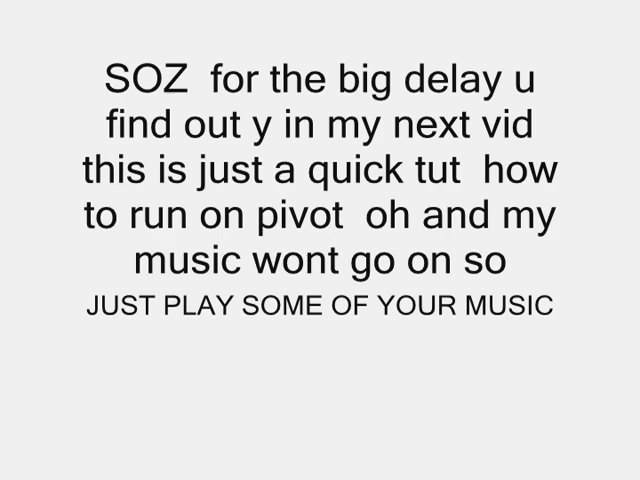 SOZ  for the big delay u
find out y in my next vid
this is just a quick tut  how
to run on pivot  oh and my
music wont go on so
JUST PLAY SOME OF YOUR MUSIC